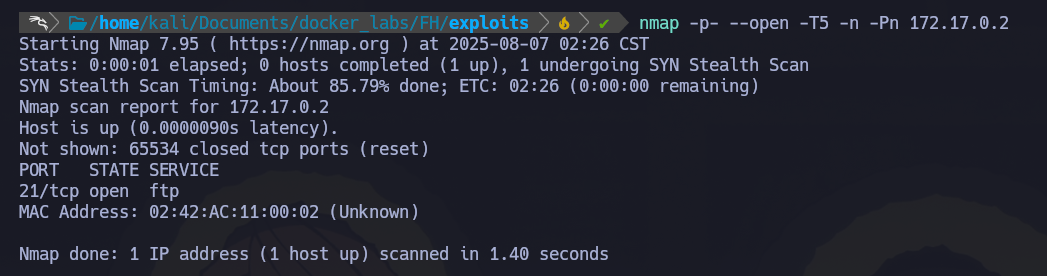 /home/kali/Documents/docker_labs/FH/exploits nmap -p- --open -T5 -n -Pn 172.17.0.2
Starting Nmap 7.95 ( https://nmap.org ) at 2025-08-07 02:26 CST
Stats: 0:00:01 elapsed; 0 hosts completed (1 up), 1 undergoing SYN Stealth Scan
SYN Stealth Scan Timing: About 85.79% done; ETC: 02:26 (0:00:00 remaining)
Nmap scan report for 172.17.0.2
Host is up (0.0000090s latency).
Not shown: 65534 closed tcp ports (reset)
PORT   STATE SERVICE
21/tcp open  ftp
MAC Address: 02:42:AC:11:00:02 (Unknown)
Nmap done: 1 IP address (1 host up) scanned in 1.40 seconds